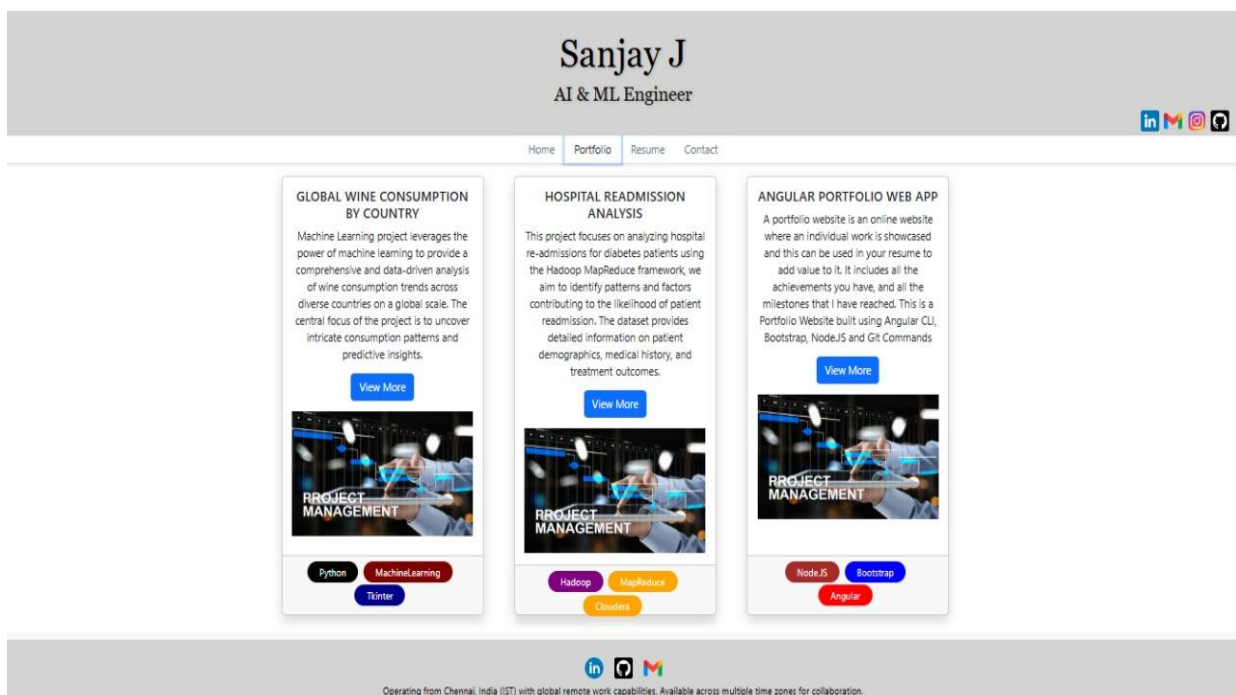 Sanjay J
AI & ML Engineer
in
Home Portfolio Resume Contact
GLOBAL WINE CONSUMPTION
BY COUNTRY
Machine Learning project leverages the
power of machine learning to provide a
comprehensive and data-driven analysis
of wine consumption trends across
diverse countries on a global scale. The
central focus of the project is to uncover
intricate consumption patterns and
predictive insights.
View More
PROJECT
MANAGEMENT
Python MachineLearning
Tkinter
HOSPITAL READMISSION
ANALYSIS
This project focuses on analyzing hospital
re-admissions for diabetes patients using
the Hadoop MapReduce framework, we
aim to identify patterns and factors
contributing to the likelihood of patient
readmission. The dataset provides
detailed information on patient
demographics, medical history, and
treatment outcomes.
View More
PROJECT
MANAGEMENT
Hadoop MapReduce
Cloudera
ANGULAR PORTFOLIO WEB APP
A portfolio website is an online website
where an individual work is showcased
and this can be used in your resume to
add value to it. It includes all the
achievements you have, and all the
milestones that I have reached. This is a
Portfolio Website built using Angular CLI,
Bootstrap, NodeJS and Git Commands
View More
PROJECT
MANAGEMENT
NodeJS Bootstrap
Angular
in
Operating from Chennai, India (IST) with global remote work capabilities. Available across multiple time zones for collaboration.